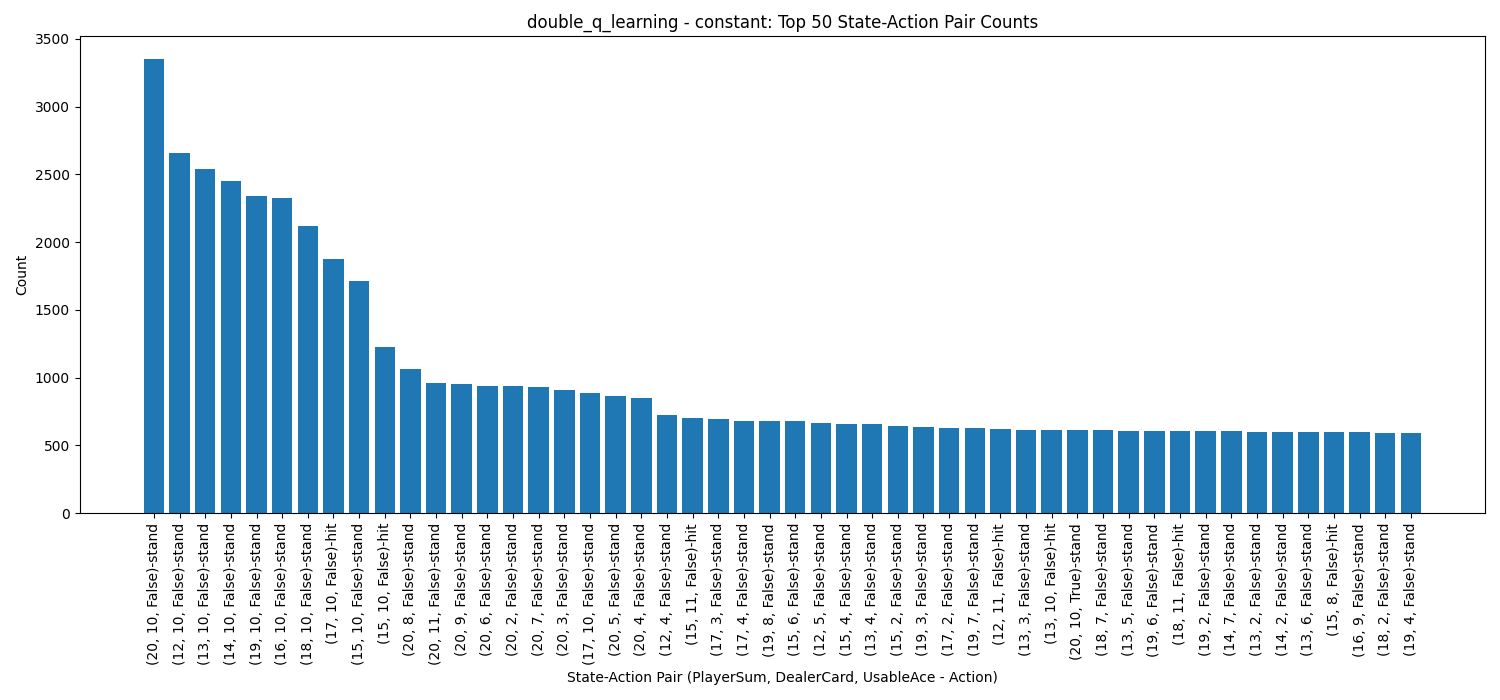 double_q_learning - constant: Top 50 State-Action Pair Counts
3500
3000
2500
2000
1500
1000
500
0
Count
(20, 10, False)-stand
(12, 10, False)-stand
(13, 10, False)-stand
(14, 10, False)-stand
(19, 10, False)-stand
(16, 10, False)-stand
(18, 10, False)-stand
(17, 10, False)-hit
(15, 10, False)-stand
(15, 10, False)-hit
(20, 8, False)-stand
(20, 11, False)-stand
(20, 9, False)-stand
(20, 6, False)-stand
(20, 2, False)-stand
(20, 7, False)-stand
(20, 3, False)-stand
(17, 10, False)-stand
(20, 5, False)-stand
(20, 4, False)-stand
(12, 4, False)-stand
(15, 11, False)-hit
(17, 3, False)-stand
(17, 4, False)-stand
(19, 8, False)-stand
(15, 6, False)-stand
(12, 5, False)-stand
(15, 4, False)-stand
(13, 4, False)-stand
(15, 2, False)-stand
(19, 3, False)-stand
(17, 2, False)-stand
(19, 7, False)-stand
(12, 11, False)-hit
(13, 3, False)-stand
(13, 10, False)-hit
(20, 10, True)-stand
(18, 7, False)-stand
(13, 5, False)-stand
(19, 6, False)-stand
(18, 11, False)-hit
(19, 2, False)-stand
(14, 7, False)-stand
(13, 2, False)-stand
(14, 2, False)-stand
(13, 6, False)-stand
(15, 8, False)-hit
(16, 9, False)-stand
(18, 2, False)-stand
(19, 4, False)-stand
State-Action Pair (PlayerSum, DealerCard, UsableAce - Action)